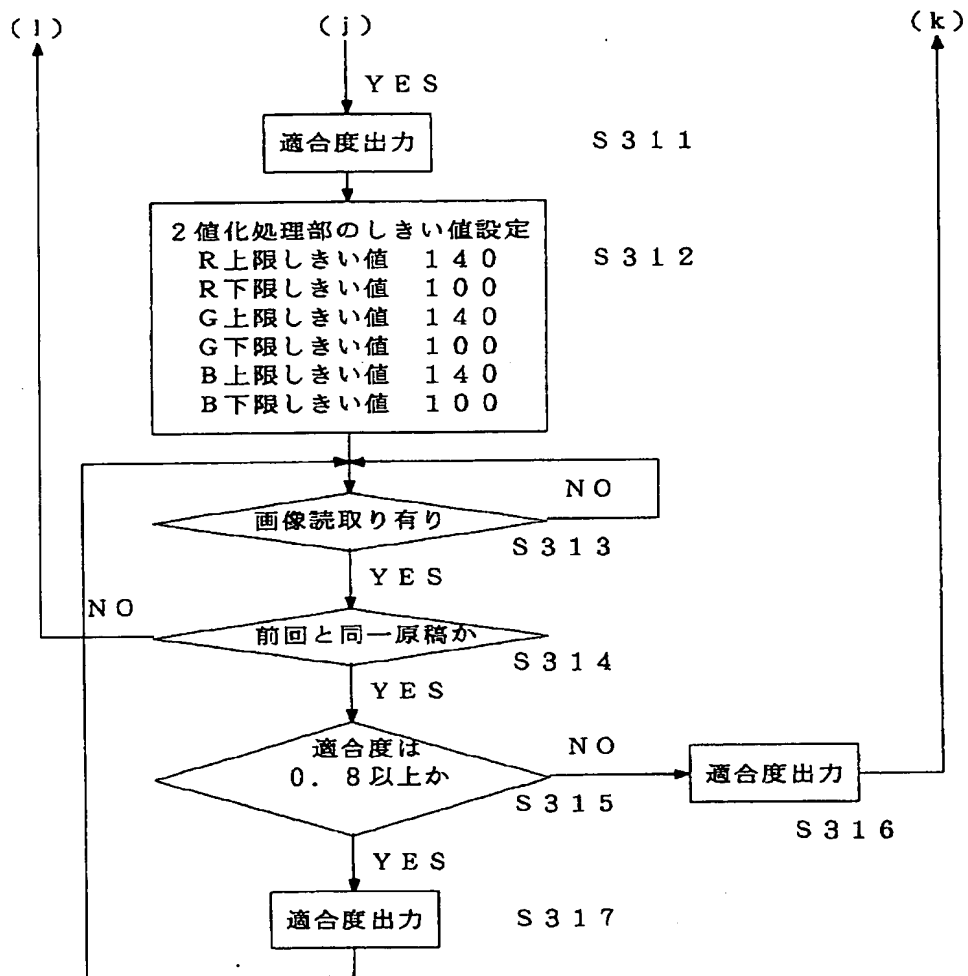 (l) (j) (k)
YES
適合度出力 S311
2値化処理部のしきい値設定
R上限しきい値 140 S312
R下限しきい値 100
G上限しきい値 140
G下限しきい値 100
B上限しきい値 140
B下限しきい値 100
NO
画像読取り有り
S313
YES
NO
前回と同一原稿か
S314
YES
適合度は
0.8以上か
NO
適合度出力
S315
S316
YES
適合度出力 S317